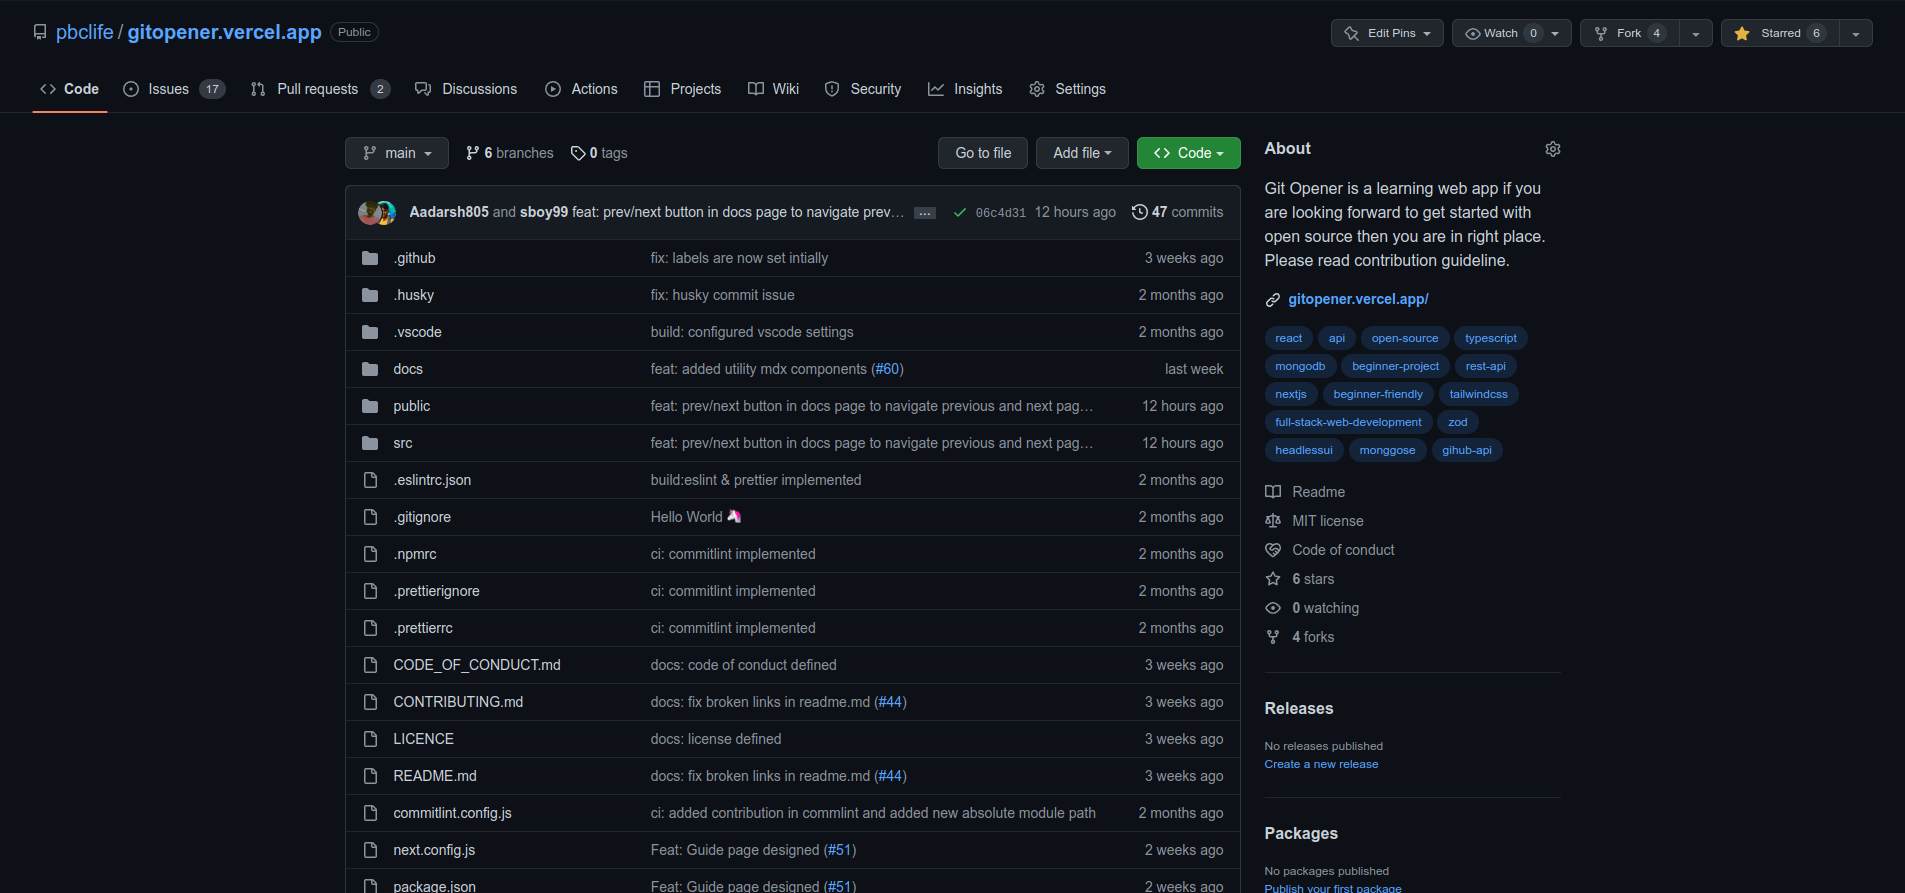 pbclife / gitopener.vercel.app Public
Edit Pins Watch 0 Fork 4 Starred 6
Code Issues 17 Pull requests 2 Discussions Actions Projects Wiki Security Insights Settings
main 6 branches 0 tags Go to file Add file Code
Aadarsh805 and sboy99 feat: prev/next button in docs page to navigate prev… ... 06c4d31 12 hours ago 47 commits
.github fix: labels are now set intially 3 weeks ago
.husky fix: husky commit issue 2 months ago
.vscode build: configured vscode settings 2 months ago
docs feat: added utility mdx components (#60) last week
public feat: prev/next button in docs page to navigate previous and next pag… 12 hours ago
src feat: prev/next button in docs page to navigate previous and next pag… 12 hours ago
.eslintrc.json build:eslint & prettier implemented 2 months ago
.gitignore Hello World 🦄 2 months ago
.npmrc ci: commitlint implemented 2 months ago
.prettierignore ci: commitlint implemented 2 months ago
.prettierrc ci: commitlint implemented 2 months ago
CODE_OF_CONDUCT.md docs: code of conduct defined 3 weeks ago
CONTRIBUTING.md docs: fix broken links in readme.md (#44) 3 weeks ago
LICENCE docs: license defined 3 weeks ago
README.md docs: fix broken links in readme.md (#44) 3 weeks ago
commitlint.config.js ci: added contribution in commlint and added new absolute module path 2 months ago
next.config.js Feat: Guide page designed (#51) 2 weeks ago
package.json Feat: Guide page designed (#51) 2 weeks ago
About
Git Opener is a learning web app if you
are looking forward to get started with
open source then you are in right place.
Please read contribution guideline.
gitopener.vercel.app/
react api open-source typescript
mongodb beginner-project rest-api
nextjs beginner-friendly tailwindcss
full-stack-web-development zod
headlessui monggose gihub-api
Readme
MIT license
Code of conduct
6 stars
0 watching
4 forks
Releases
No releases published
Create a new release
Packages
No packages published
Publish your first package